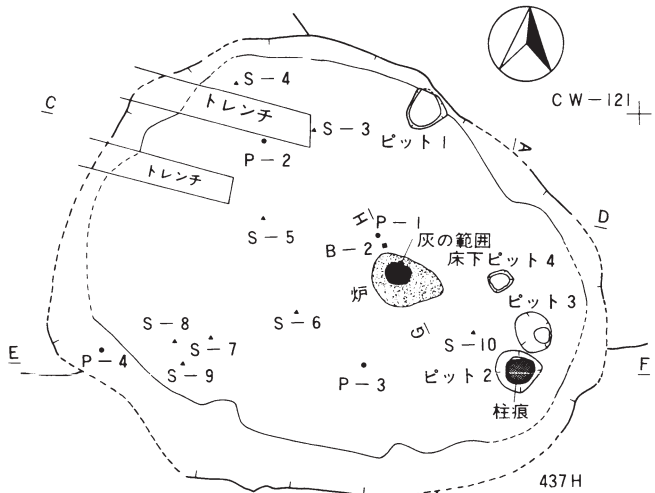 S-4
C
トレンチ
CW-121
S-3
ピット1
P-2
A
トレンチ
D
H
P-1
S-5
灰の範囲
B-2
床下ピット4
炉
ピット3
S-6
S-8
G
S-7
S-10
E
P-4
F
S-9
P-3
ピット2
柱痕
437H